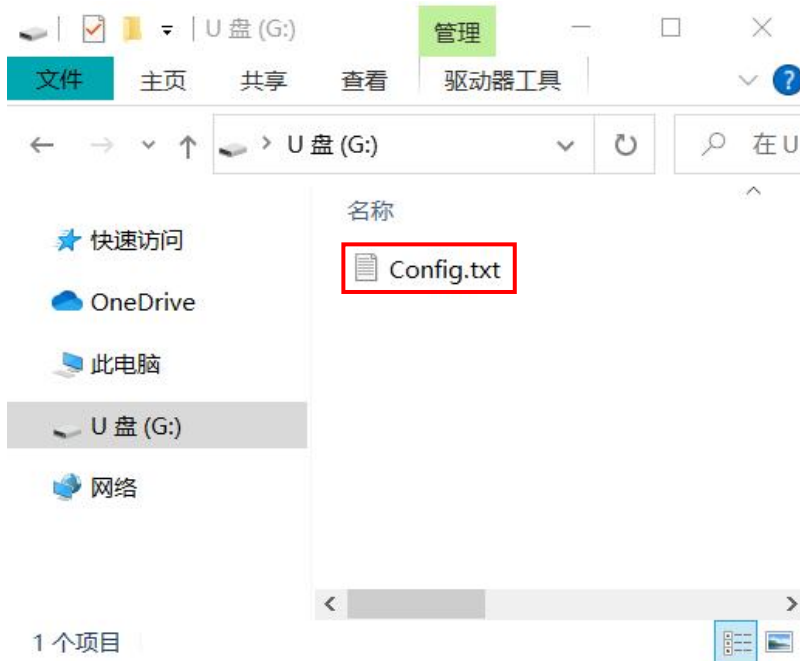 U 盘 (G:)
管理
文件 主页 共享 查看 驱动器工具
U 盘 (G:)
在 U
名称
快速访问
Config.txt
OneDrive
此电脑
U 盘 (G:)
网络
1 个项目